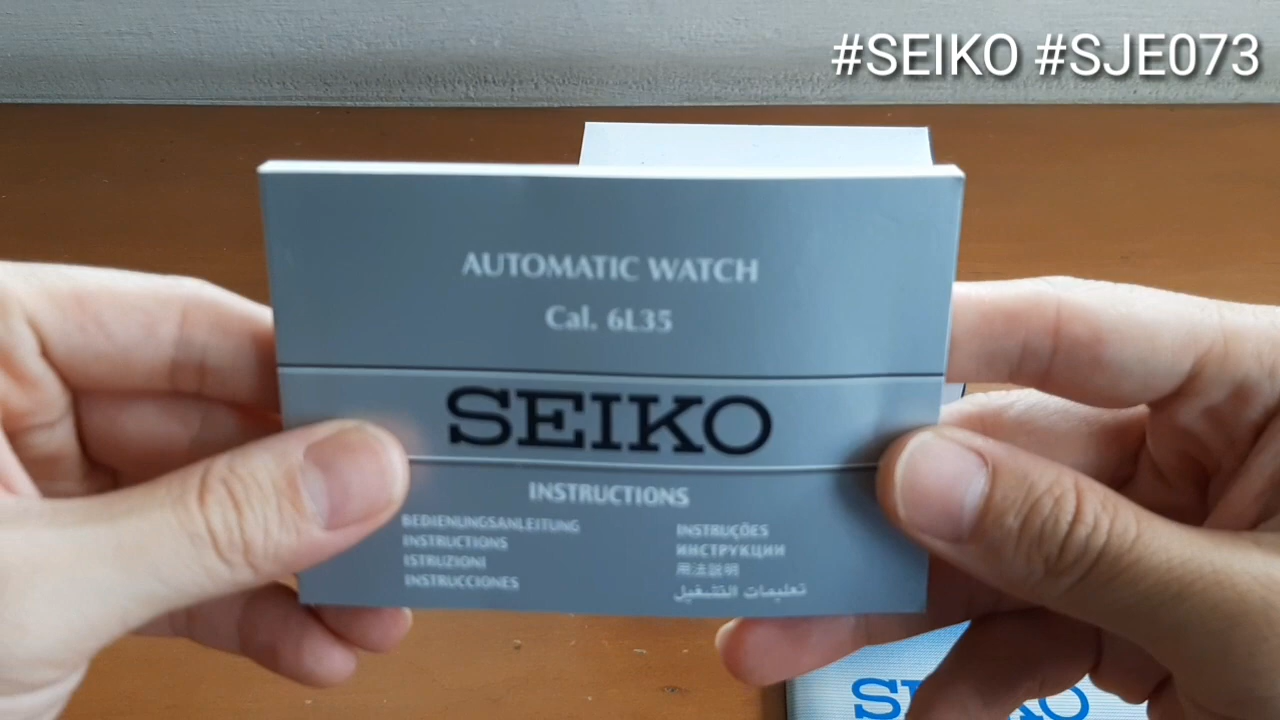 #SEIKO #SJE073
AUTOMATIC WATCH
Cal. 6L35
SEIKO
INSTRUCTIONS
BEDIENUNGSANLEITUNG
INSTRUCTIONS
ISTRUZIONI
INSTRUCCIONES
INSTRUÇÕES
ИНСТРУКЦИИ
用法說明
تعليمات التشغيل
SEIKO